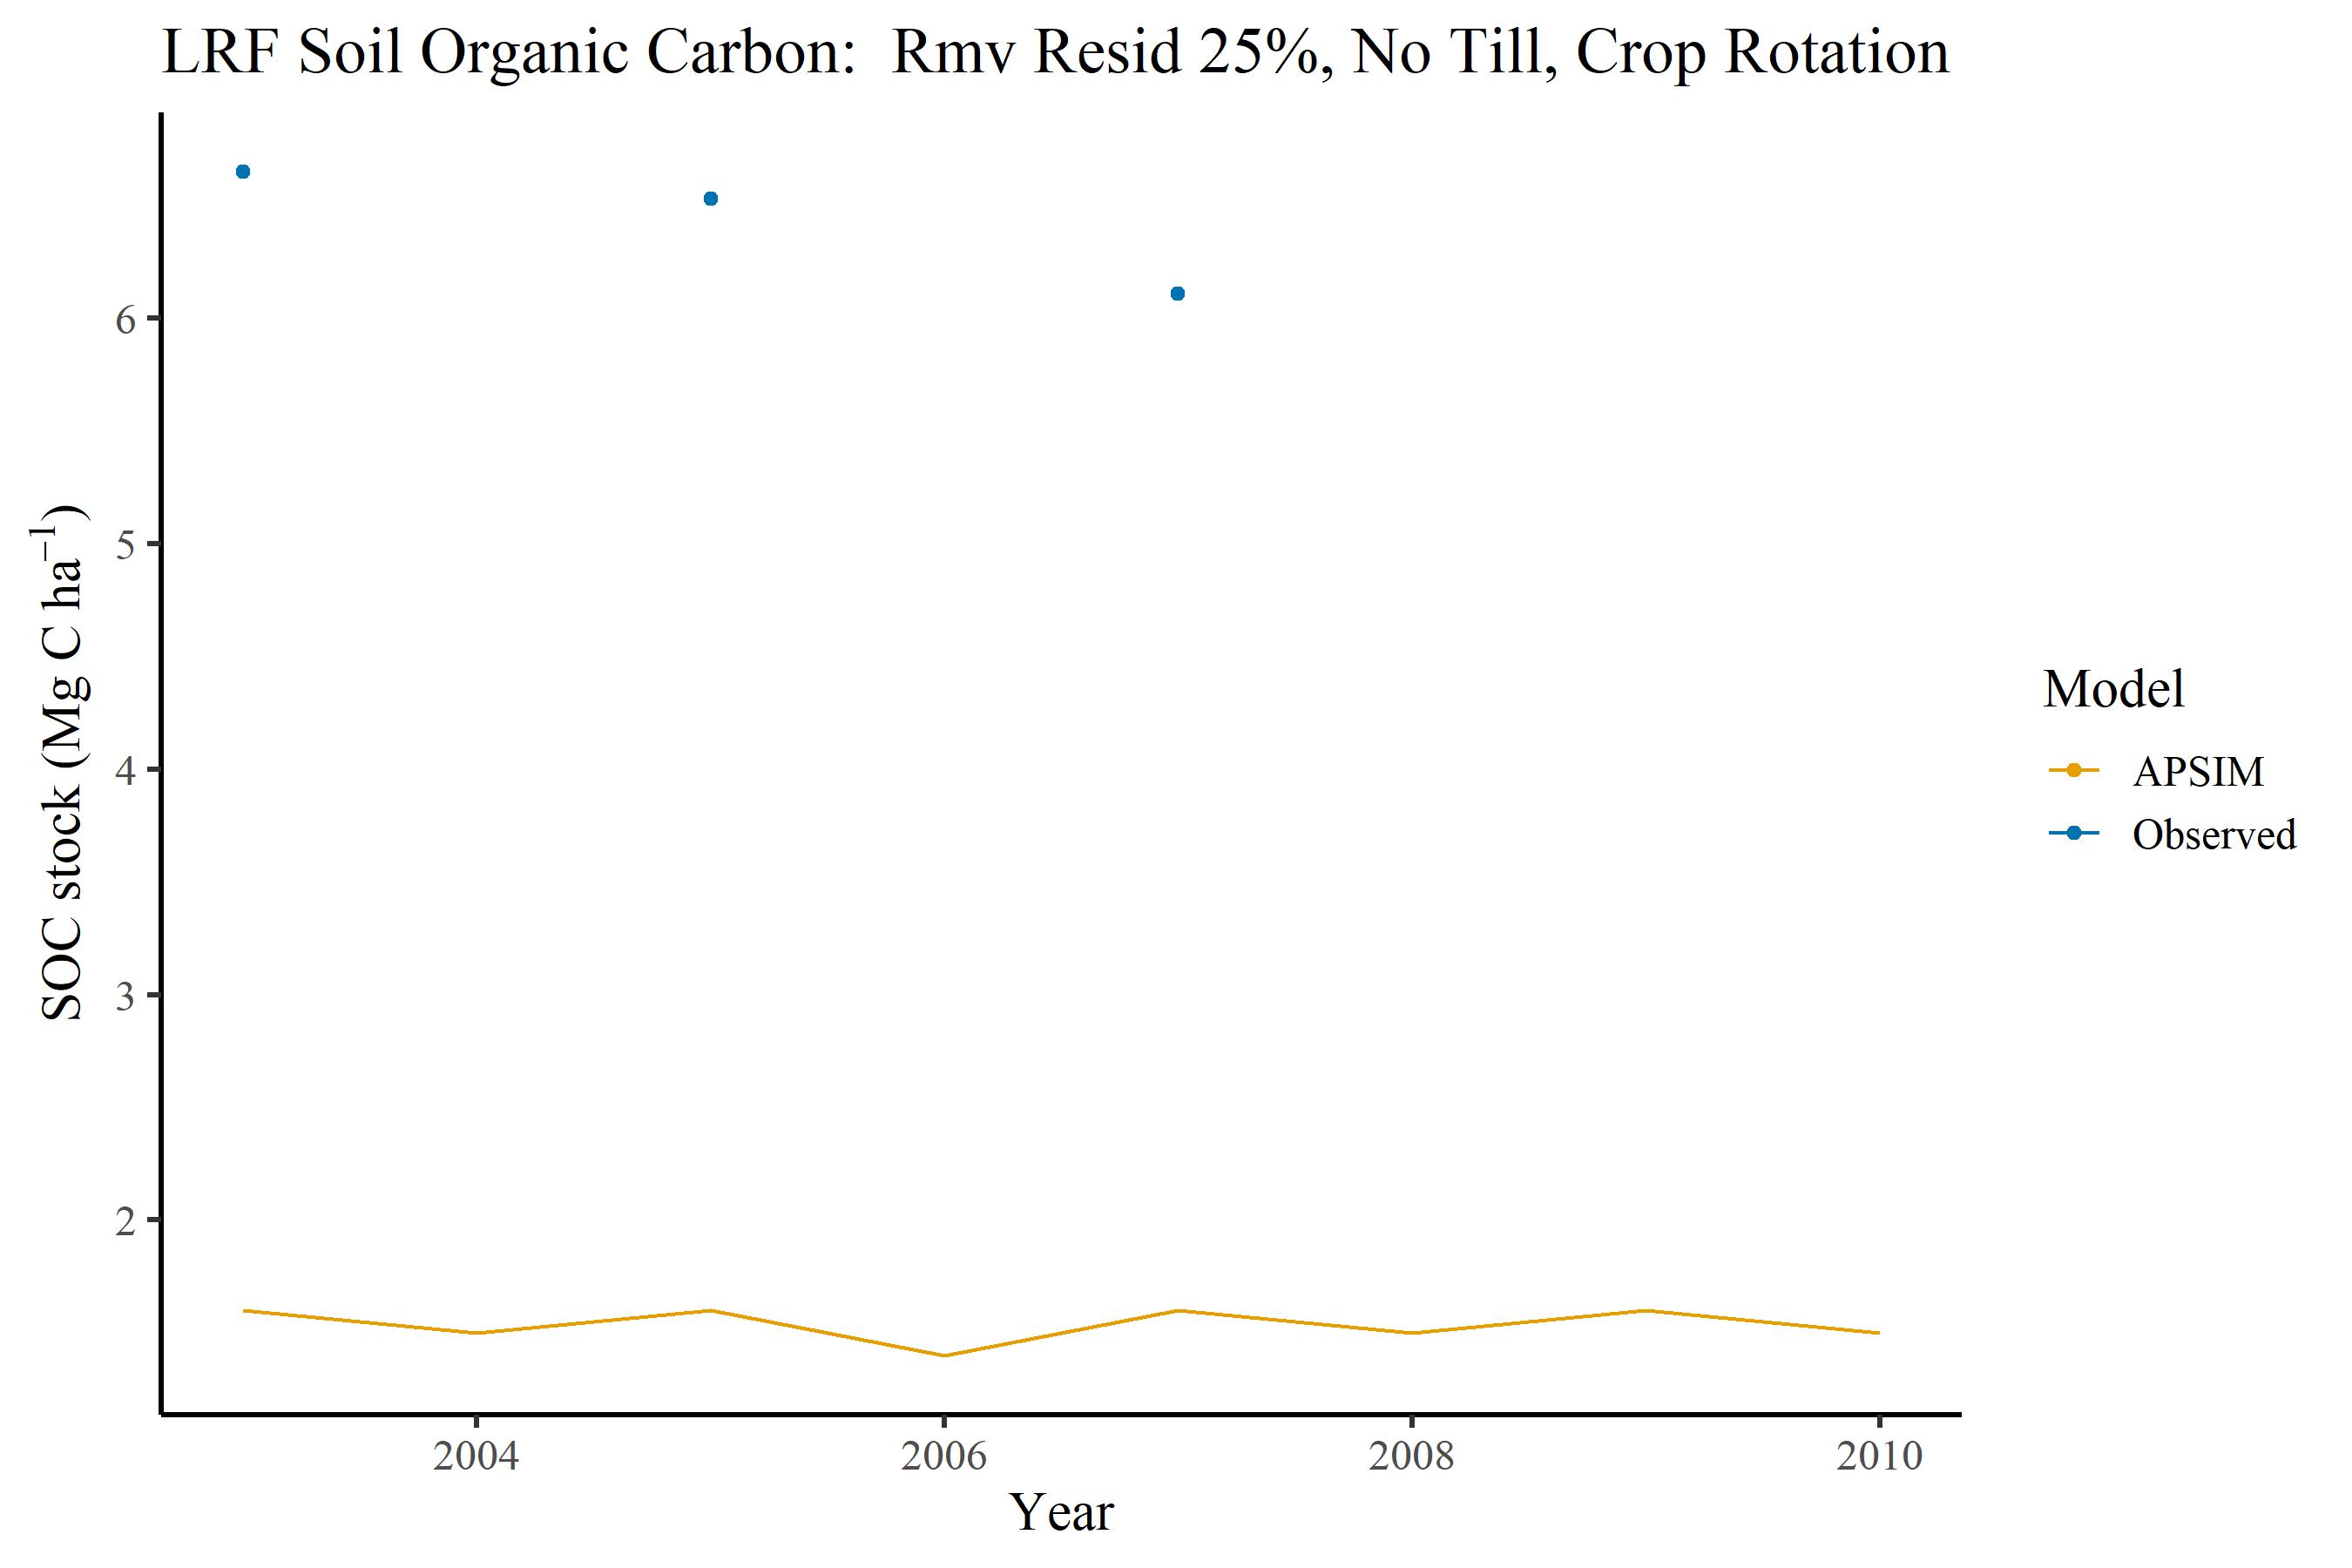 LRF Soil Organic Carbon:  Rmv Resid 25%, No Till, Crop Rotation
SOC stock (Mg C ha⁻¹)
6
5
4
3
2
2004
2006
2008
2010
Year
Model
APSIM
Observed